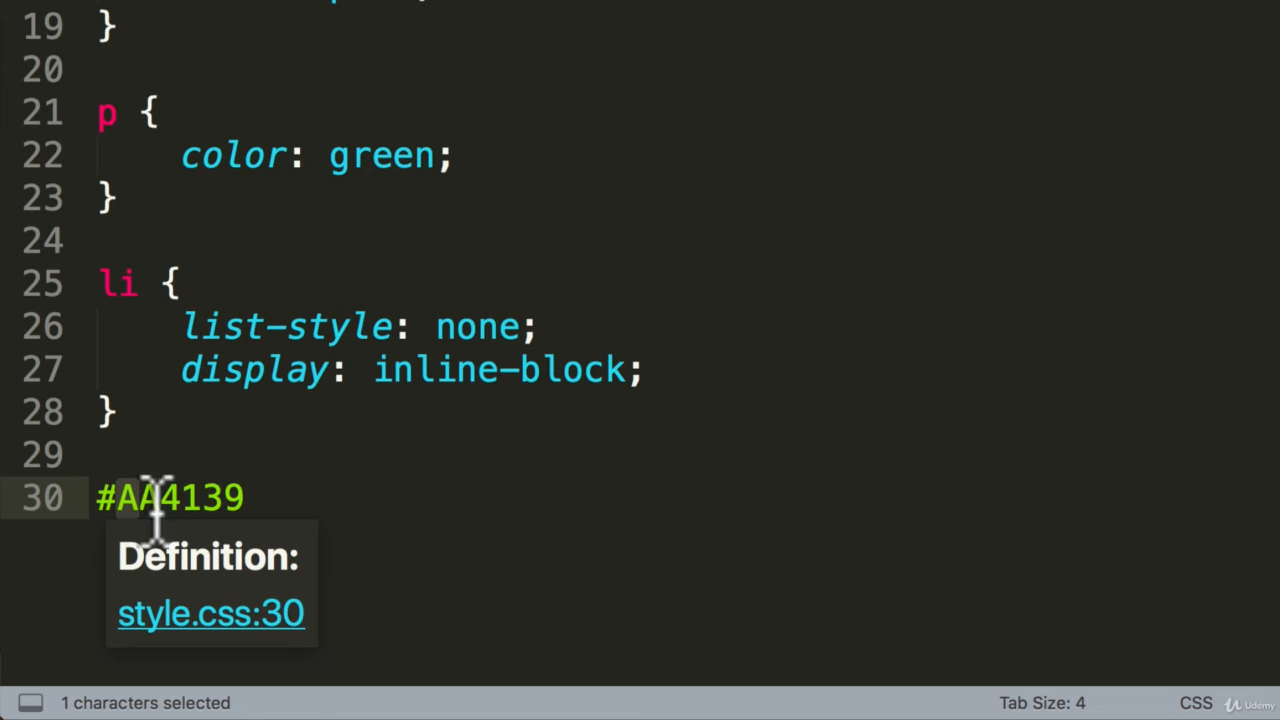 19 }
20
21 p {
22 color: green;
23 }
24
25 li {
26 list-style: none;
27 display: inline-block;
28 }
29
30 #AA4139
Definition:
style.css:30
1 characters selected Tab Size: 4 CSS Udemy